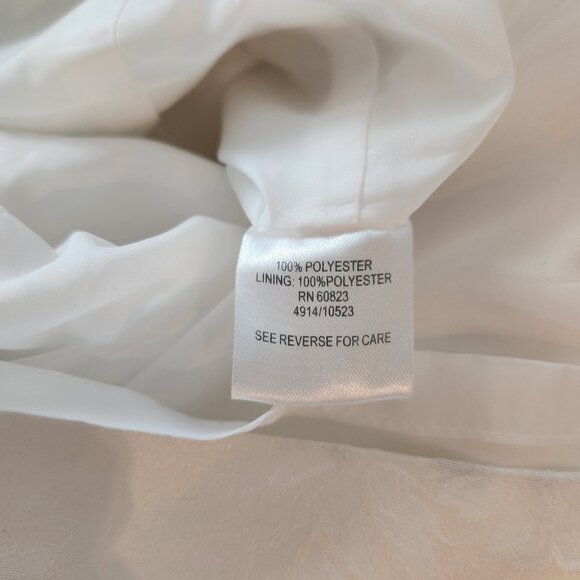 100% POLYESTER
LINING: 100%POLYESTER
RN 60823
4914/10523
SEE REVERSE FOR CARE